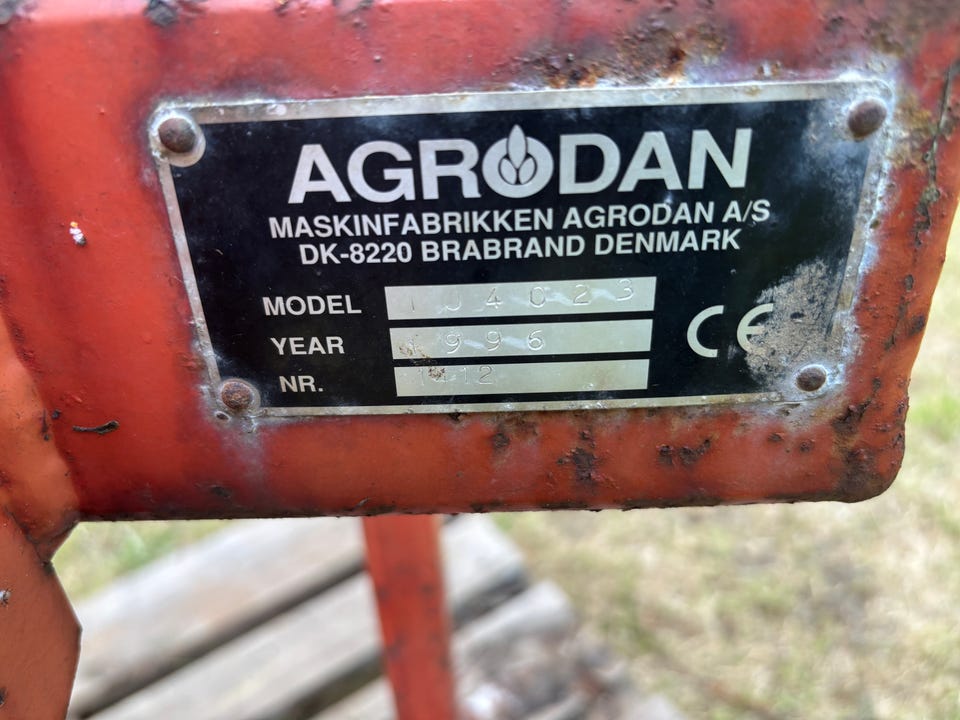 AGRODAN
MASKINFABRIKKEN AGRODAN A/S
DK-8220 BRABRAND DENMARK
MODEL
YEAR 1996
NR.
CE